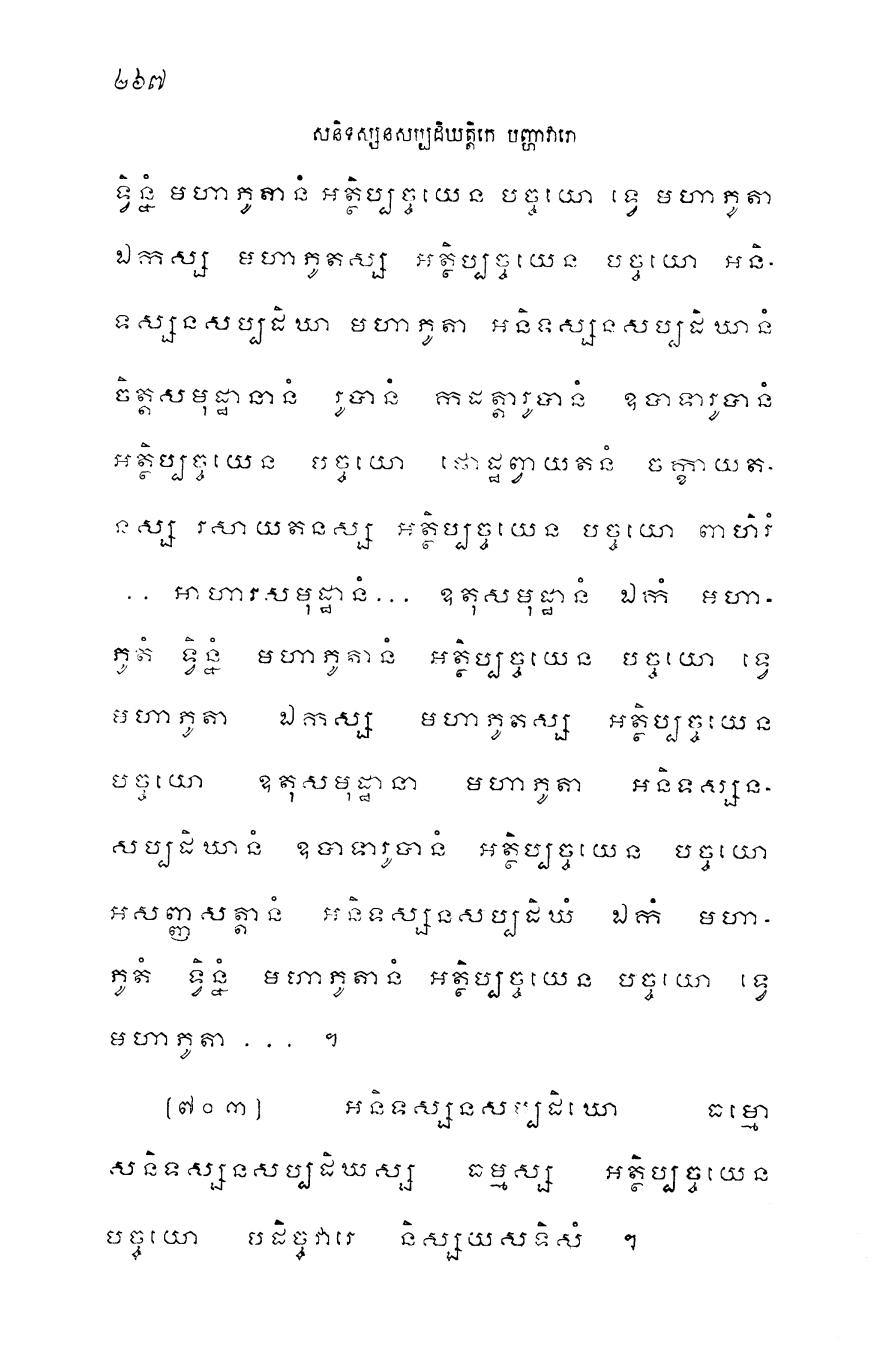 ២៦៧
សនិទស្សនសប្បដិឃត្តិកេ បញ្ហាវារោ
ទ្វិន្នំ មហាភូតានំ អត្ថិប្បច្ចយេន បច្ចយោ ទ្វេ មហាភូតា
ឯកស្ស មហាភូតស្ស អត្ថិប្បច្ចយេន បច្ចយោ អនិ-
ទស្សនសប្បដិឃា មហាភូតា អនិទស្សនសប្បដិឃានំ
ចិត្តសមុដ្ឋានានំ រូបានំ កដត្តារូបានំ ឧបាទារូបានំ
អត្ថិប្បច្ចយេន បច្ចយោ ផោដ្ឋព្វាយតនំ ចក្ខាយត-
នស្ស រសាយតនស្ស អត្ថិប្បច្ចយេន បច្ចយោ ពាហិរំ
.. អាហារសមុដ្ឋានំ... ឧតុសមុដ្ឋានំ ឯកំ មហា-
ភូតំ ទ្វិន្នំ មហាភូតានំ អត្ថិប្បច្ចយេន បច្ចយោ ទ្វេ
មហាភូតា ឯកស្ស មហាភូតស្ស អត្ថិប្បច្ចយេន
បច្ចយោ ឧតុសមុដ្ឋានា មហាភូតា អនិទស្សន-
សប្បដិឃានំ ឧបាទារូបានំ អត្ថិប្បច្ចយេន បច្ចយោ
អសញ្ញសត្តានំ អនិទស្សនសប្បដិឃំ ឯកំ មហា-
ភូតំ ទ្វិន្នំ មហាភូតានំ អត្ថិប្បច្ចយេន បច្ចយោ ទ្វេ
មហាភូតា ... ។
[៧០៣] អនិទស្សនសប្បដិឃោ ធម្មោ
សនិទស្សនសប្បដិឃស្ស ធម្មស្ស អត្ថិប្បច្ចយេន
បច្ចយោ បដិច្ចវារេ និស្សយសទិសំ ។